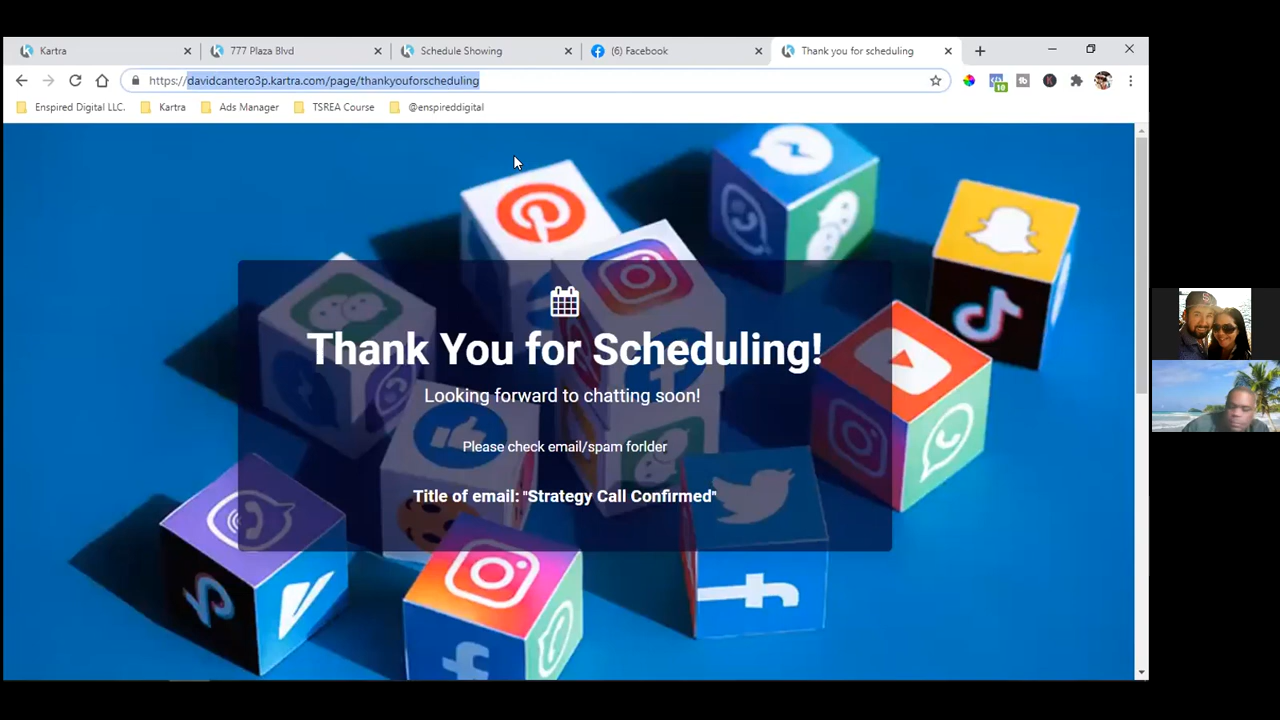 Kartra
777 Plaza Blvd
Schedule Showing
(6) Facebook
Thank you for scheduling
https://davidcantero3p.kartra.com/page/thankyouforscheduling
10
Enspired Digital LLC.
Kartra
Ads Manager
TSREA Course
@enspireddigital
Thank You for Scheduling!
Looking forward to chatting soon!
Please check email/spam forlder
Title of email: "Strategy Call Confirmed"